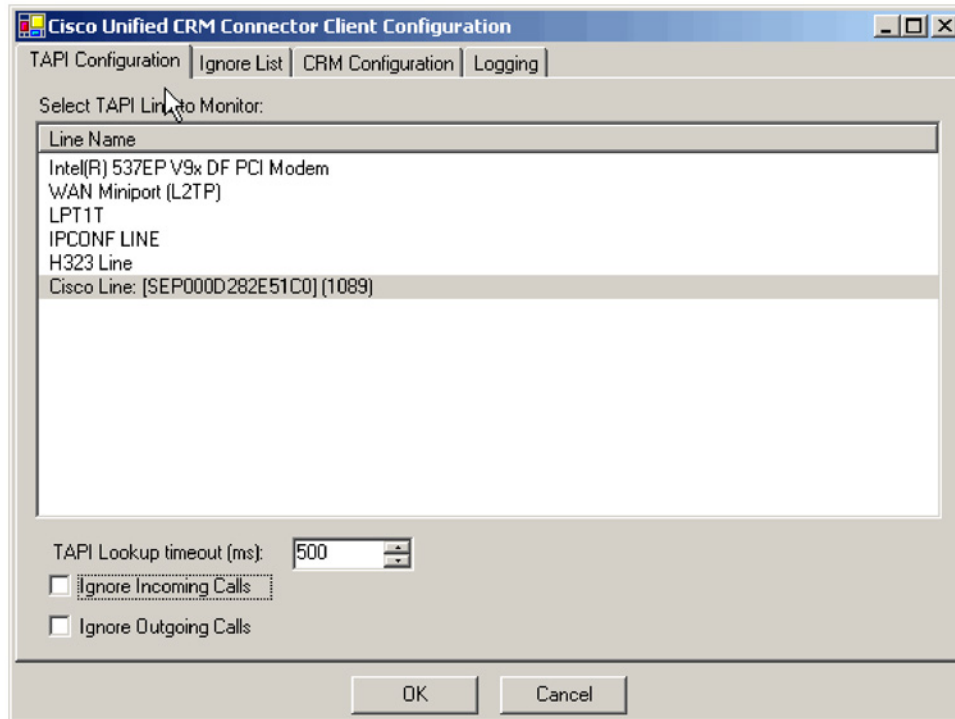 Cisco Unified CRM Connector Client Configuration
TAPI Configuration Ignore List CRM Configuration Logging
Select TAPI Line to Monitor:
Line Name
Intel(R) 537EP V9x DF PCI Modem
WAN Miniport (L2TP)
LPT1T
IPCONF LINE
H323 Line
Cisco Line: [SEP000D282E51C0] (1089)
TAPI Lookup timeout (ms): 500
Ignore Incoming Calls
Ignore Outgoing Calls
OK Cancel